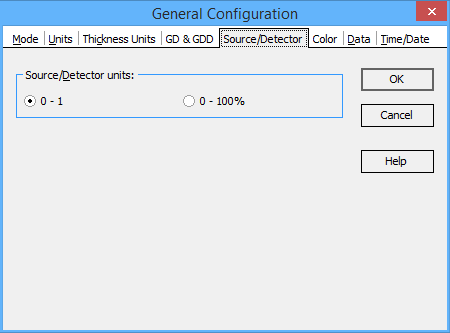 General Configuration
Mode Units Thickness Units GD & GDD Source/Detector Color Data Time/Date
Source/Detector units:
0 - 1 0 - 100%
OK
Cancel
Help